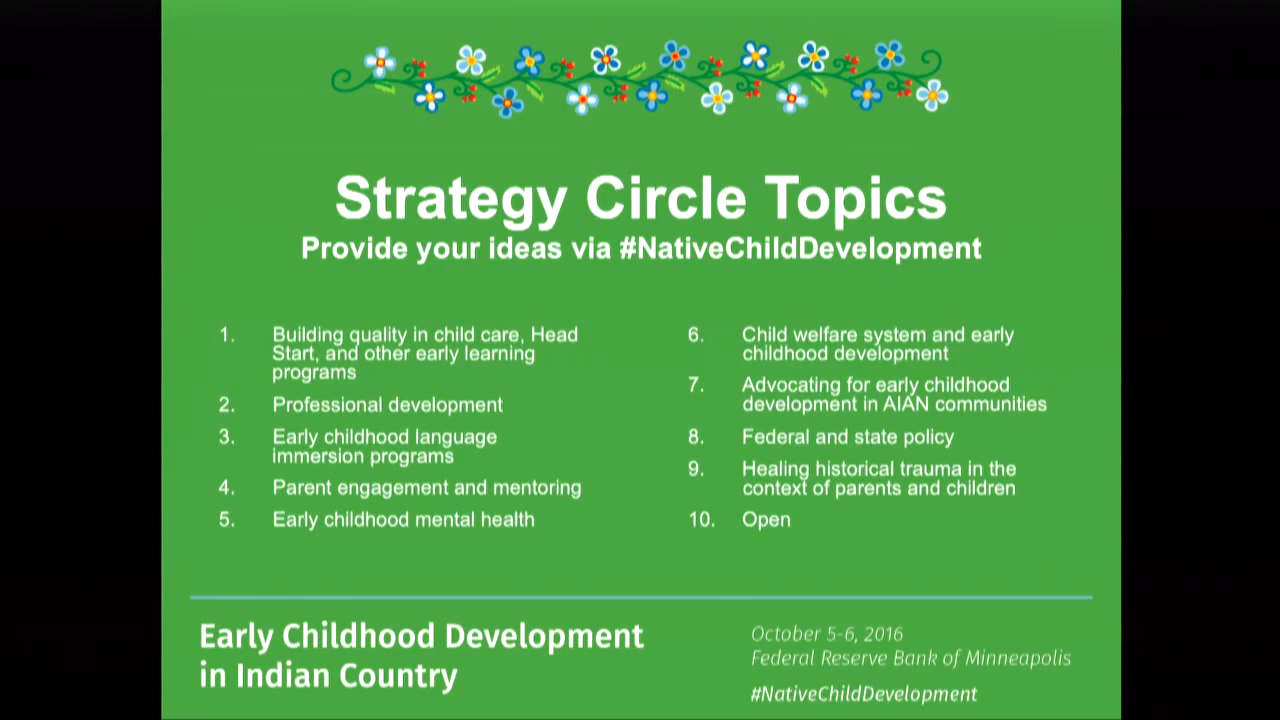 Strategy Circle Topics
Provide your ideas via #NativeChildDevelopment
1. Building quality in child care, Head
Start, and other early learning
programs
2. Professional development
3. Early childhood language
immersion programs
4. Parent engagement and mentoring
5. Early childhood mental health
6. Child welfare system and early
childhood development
7. Advocating for early childhood
development in AIAN communities
8. Federal and state policy
9. Healing historical trauma in the
context of parents and children
10. Open
Early Childhood Development
in Indian Country
October 5-6, 2016
Federal Reserve Bank of Minneapolis
#NativeChildDevelopment